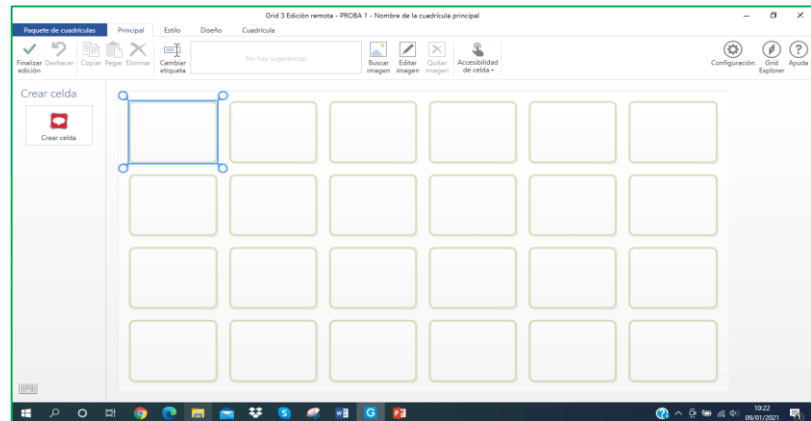 Grid 3 Edición remota - PROBA 1 - Nombre de la cuadrícula principal
Paquete de cuadrículas Principal Estilo Diseño Cuadrícula
Finalizar edición
Deshacer
Copiar
Pegar
Eliminar
Cambiar etiqueta
No hay sugerencias
Buscar imagen
Editar imagen
Quitar imagen
Accesibilidad de celda
Configuración
Grid Explorer
Ayuda
Crear celda
Crear celda
10:22
09/01/2021